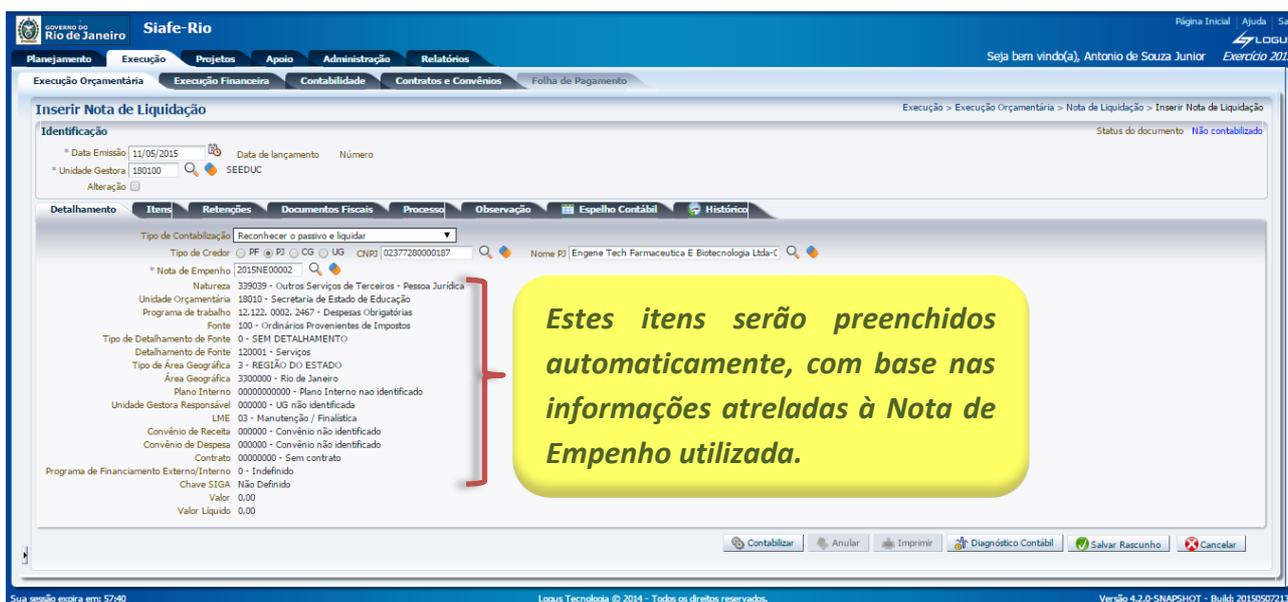 GOVERNO DO
Rio de Janeiro
Siafe-Rio
Página Inicial | Ajuda
Planejamento Execução Projetos Apoio Administração Relatórios
Seja bem vindo(a), Antonio de Souza Junior Exercício
Execução Orçamentária Execução Financeira Contabilidade Contratos e Convênios Folha de Pagamento
Inserir Nota de Liquidação
Execução > Execução Orçamentária > Nota de Liquidação > Inserir Nota de Liquidação
Identificação
Status do documento Não contabilizado
* Data Emissão 11/05/2015 Data de lançamento Número
* Unidade Gestora 180100 SEEDUC
Alteração
Detalhamento Itens Retenções Documentos Fiscais Processo Observação Espelho Contábil Histórico
Tipo de Contabilização Reconhecer o passivo e liquidar
Tipo de Credor PF PJ CG UG CNPJ 02377280000187 Nome PJ Engene Tech Farmaceutica E Biotecnologia Ltda-
* Nota de Empenho 2015NE00002
Natureza 339039 - Outros Serviços de Terceiros - Pessoa Jurídica
Unidade Orçamentária 18010 - Secretaria de Estado de Educação
Programa de trabalho 12.122. 0002. 2467 - Despesas Obrigatórias
Fonte 100 - Ordinários Provenientes de Impostos
Tipo de Detalhamento de Fonte 0 - SEM DETALHAMENTO
Detalhamento de Fonte 120001 - Serviços
Tipo de Área Geográfica 3 - REGIÃO DO ESTADO
Área Geográfica 3300000 - Rio de Janeiro
Plano Interno 0000000000 - Plano Interno nao identificado
Unidade Gestora Responsável 000000 - UG não identificada
LME 03 - Manutenção / Finalística
Convênio de Receita 000000 - Convênio não identificado
Convênio de Despesa 000000 - Convênio não identificado
Contrato 00000000 - Sem contrato
Programa de Financiamento Externo/Interno 0 - Indefinido
Chave SIGA Não Definido
Valor 0,00
Valor Líquido 0,00
Estes itens serão preenchidos
automaticamente, com base nas
informações atreladas à Nota de
Empenho utilizada.
Contabilizar Anular Imprimir Diagnóstico Contábil Salvar Rascunho Cancelar
Sua sessão expira em: 57:40
Logus Tecnologia © 2014 - Todos os direitos reservados.
Versão 4.2.0-SNAPSHOT - Build: